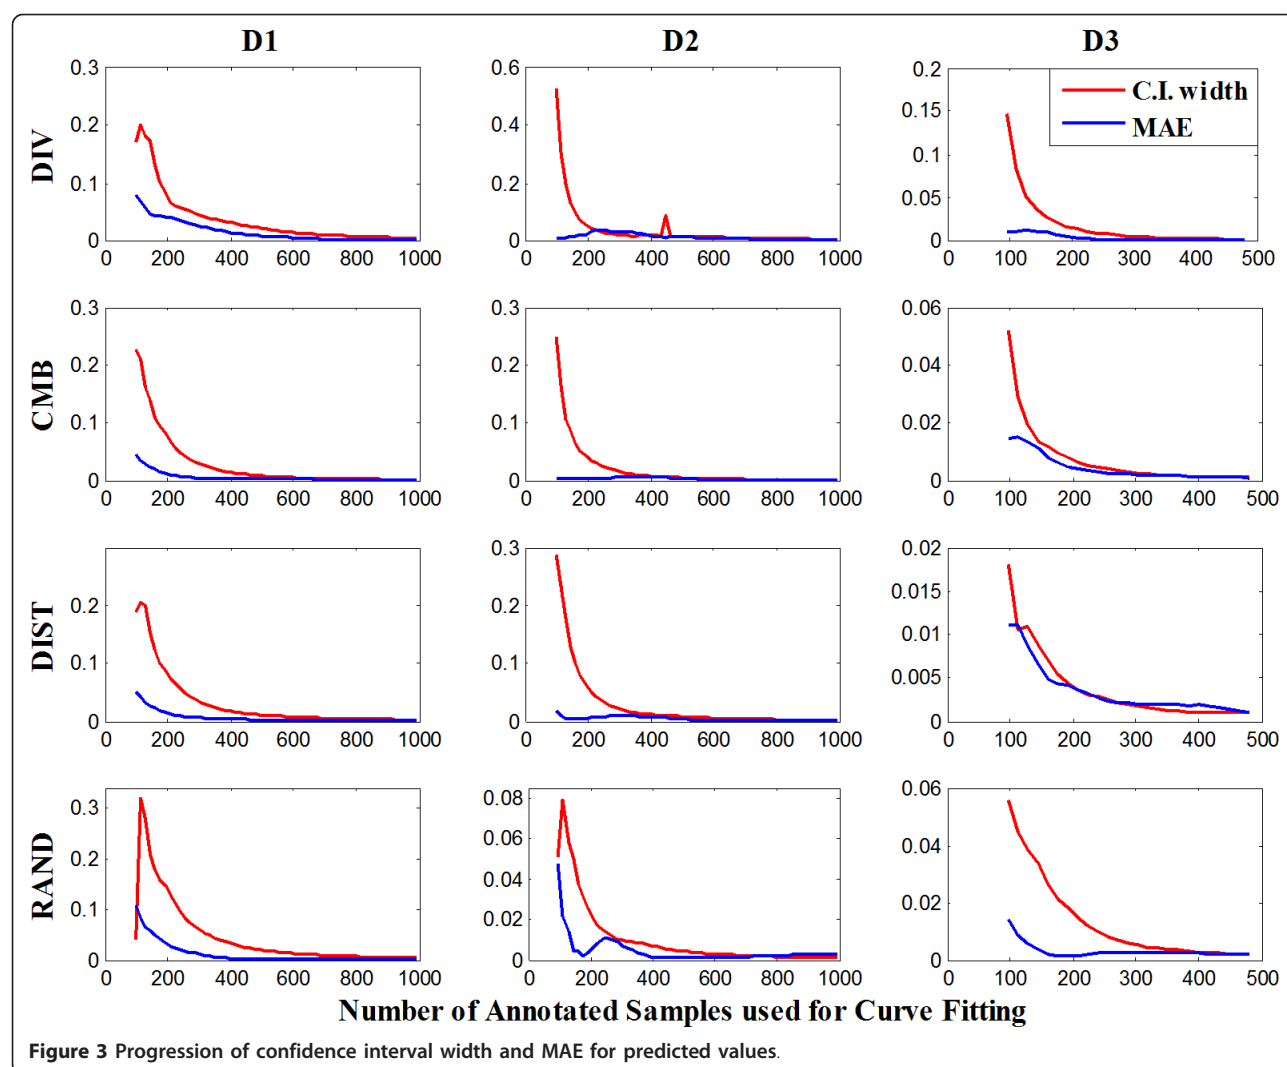 D1 D2 D3
DIV
0.3
0.2
0.1
0
0 200 400 600 800 1000
0.6
0.4
0.2
0.0
0 200 400 600 800 1000
0.2
0.15
0.1
0.05
0
0 100 200 300 400 500
C.I. width
MAE
CMB
0.3
0.2
0.1
0
0 200 400 600 800 1000
0.3
0.2
0.1
0
0 200 400 600 800 1000
0.06
0.04
0.02
0
0 100 200 300 400 500
DIST
0.2
0.1
0
0 200 400 600 800 1000
0.3
0.2
0.1
0
0 200 400 600 800 1000
0.02
0.015
0.01
0.005
0
0 100 200 300 400 500
RAND
0.3
0.2
0.1
0
0 200 400 600 800 1000
0.08
0.06
0.04
0.02
0
0 200 400 600 800 1000
0.06
0.04
0.02
0
0 100 200 300 400 500
Number of Annotated Samples used for Curve Fitting
Figure 3 Progression of confidence interval width and MAE for predicted values.